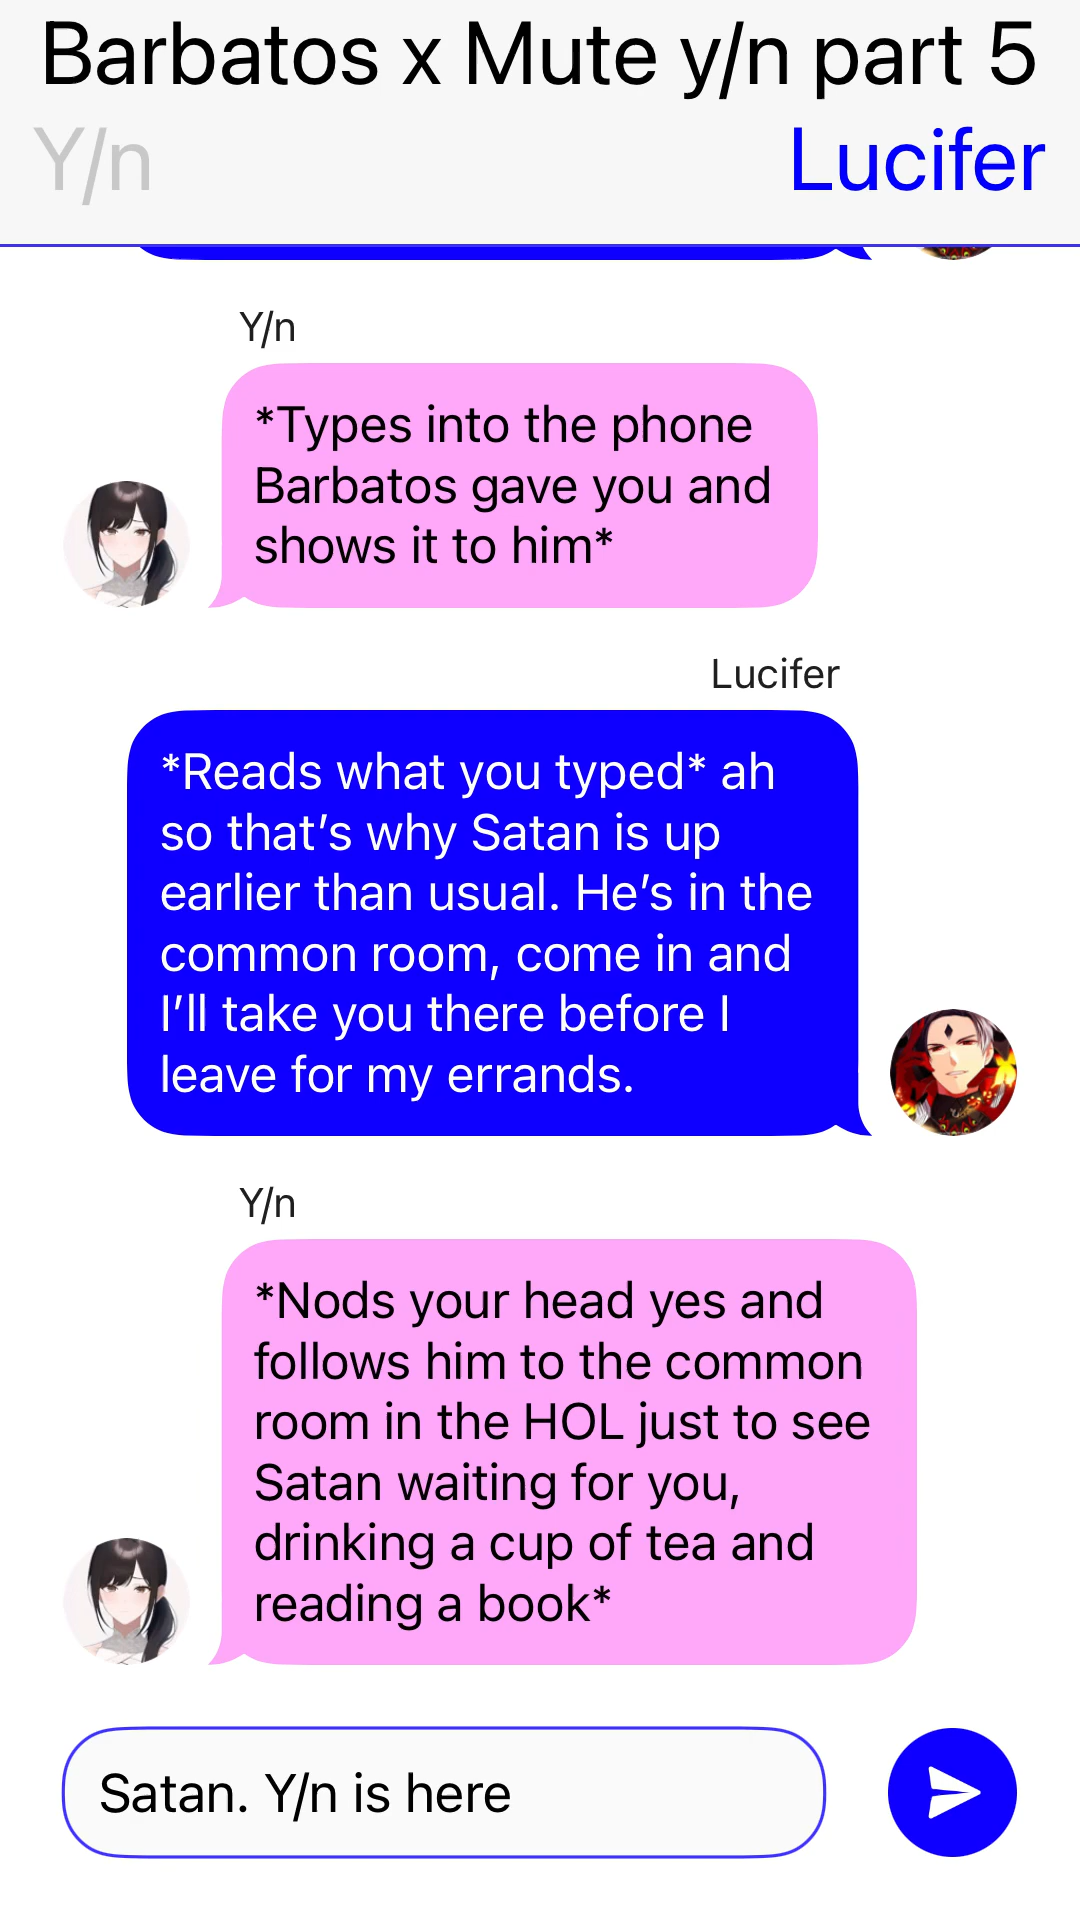 Barbatos x Mute y/n part 5
Y/n
Lucifer
Y/n
*Types into the phone
Barbatos gave you and
shows it to him*
Lucifer
*Reads what you typed* ah
so that’s why Satan is up
earlier than usual. He’s in the
common room, come in and
I’ll take you there before I
leave for my errands.
Y/n
*Nods your head yes and
follows him to the common
room in the HOL just to see
Satan waiting for you,
drinking a cup of tea and
reading a book*
Satan. Y/n is here